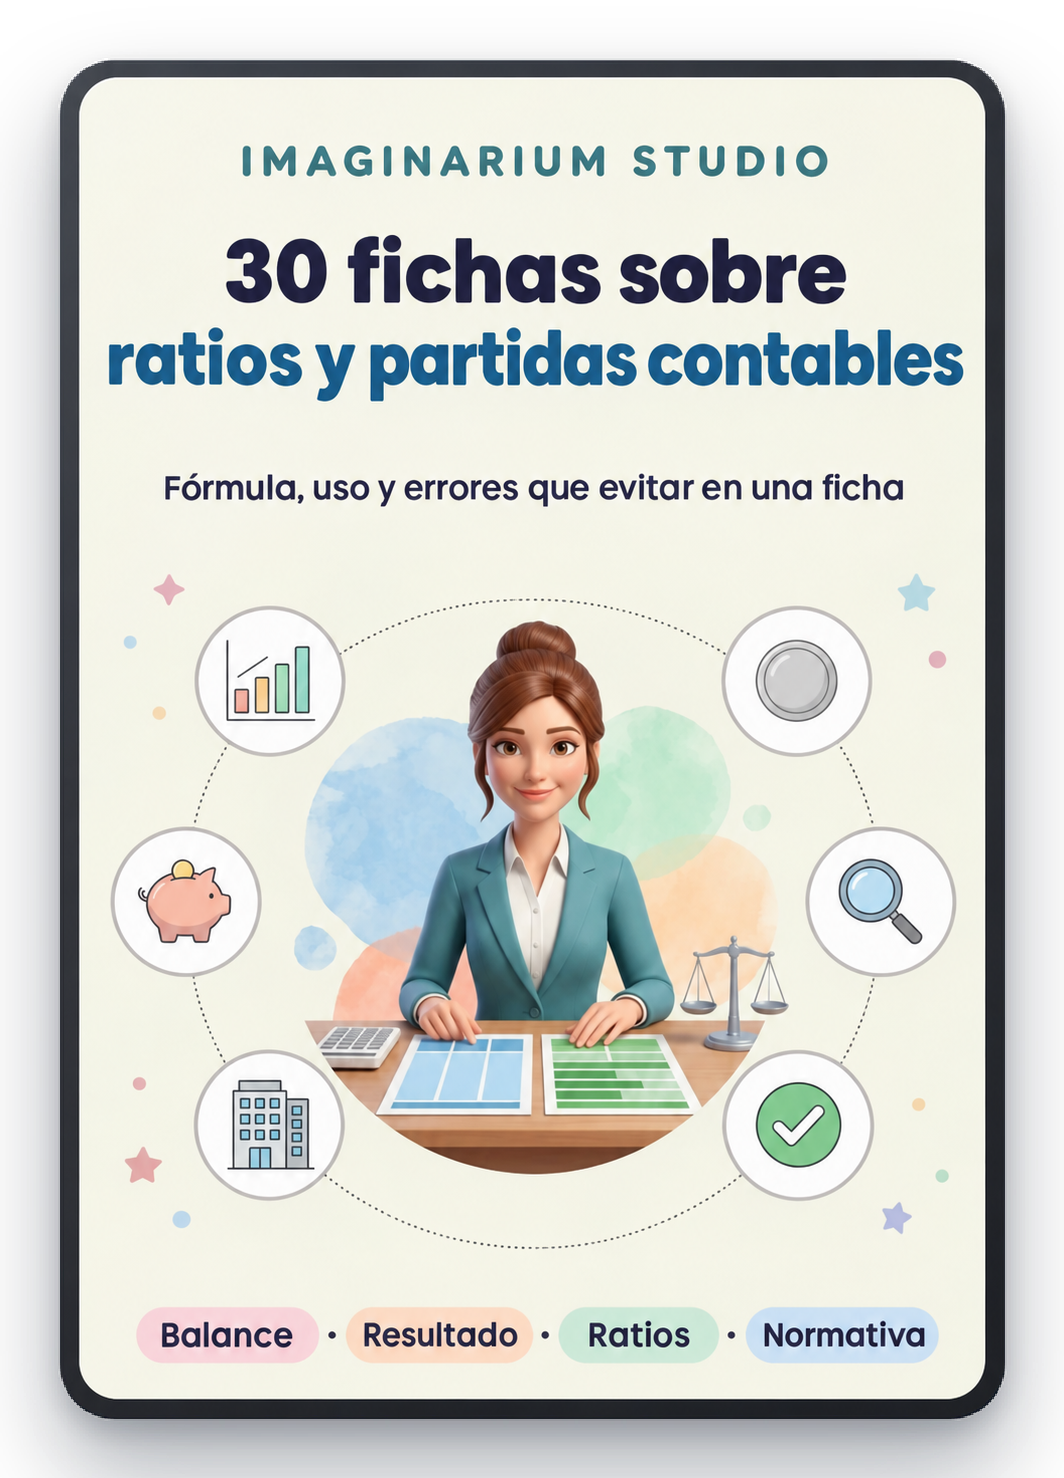 IMAGINARIUM STUDIO
30 fichas sobre
ratios y partidas contables
Fórmula, uso y errores que evitar en una ficha
Balance · Resultado · Ratios · Normativa